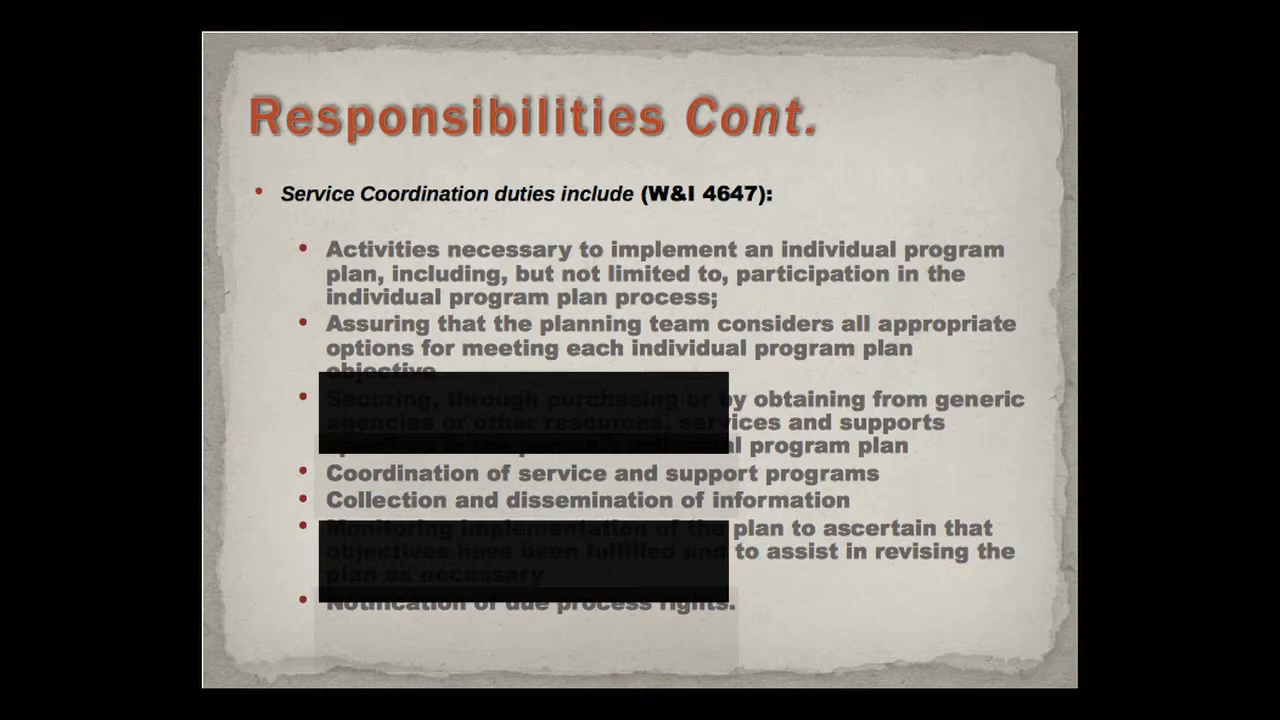 Responsibilities Cont.
• Service Coordination duties include (W&I 4647):
• Activities necessary to implement an individual program
plan, including, but not limited to, participation in the
individual program plan process;
• Assuring that the planning team considers all appropriate
options for meeting each individual program plan
objective
• Securing, through purchasing or by obtaining from generic
agencies or other resources, services and supports
individual program plan
• Coordination of service and support programs
• Collection and dissemination of information
• Monitoring implementation of the plan to ascertain that
objectives have been fulfilled and to assist in revising the
plan as necessary
• Notification of due process rights.